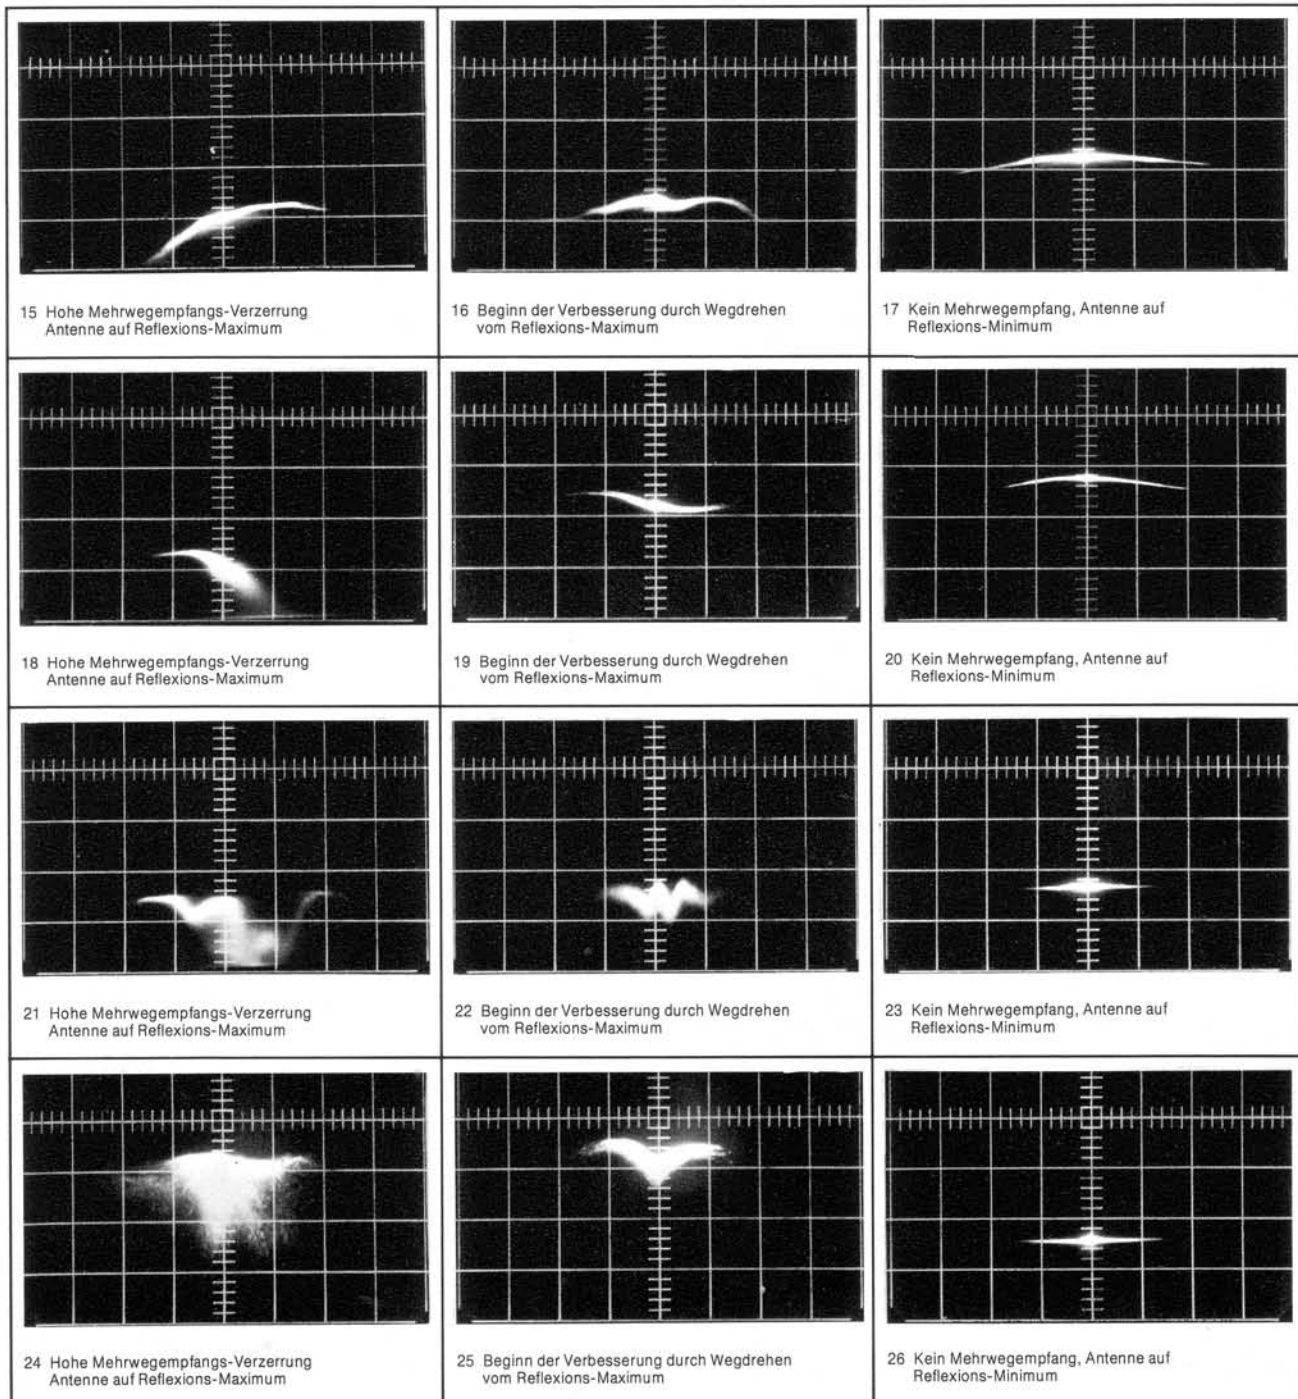 15 Hohe Mehrwegempfangs-Verzerrung
Antenne auf Reflexions-Maximum
16 Beginn der Verbesserung durch Wegdrehen
vom Reflexions-Maximum
17 Kein Mehrwegempfang, Antenne auf
Reflexions-Minimum
18 Hohe Mehrwegempfangs-Verzerrung
Antenne auf Reflexions-Maximum
19 Beginn der Verbesserung durch Wegdrehen
vom Reflexions-Maximum
20 Kein Mehrwegempfang, Antenne auf
Reflexions-Minimum
21 Hohe Mehrwegempfangs-Verzerrung
Antenne auf Reflexions-Maximum
22 Beginn der Verbesserung durch Wegdrehen
vom Reflexions-Maximum
23 Kein Mehrwegempfang, Antenne auf
Reflexions-Minimum
24 Hohe Mehrwegempfangs-Verzerrung
Antenne auf Reflexions-Maximum
25 Beginn der Verbesserung durch Wegdrehen
vom Reflexions-Maximum
26 Kein Mehrwegempfang, Antenne auf
Reflexions-Minimum